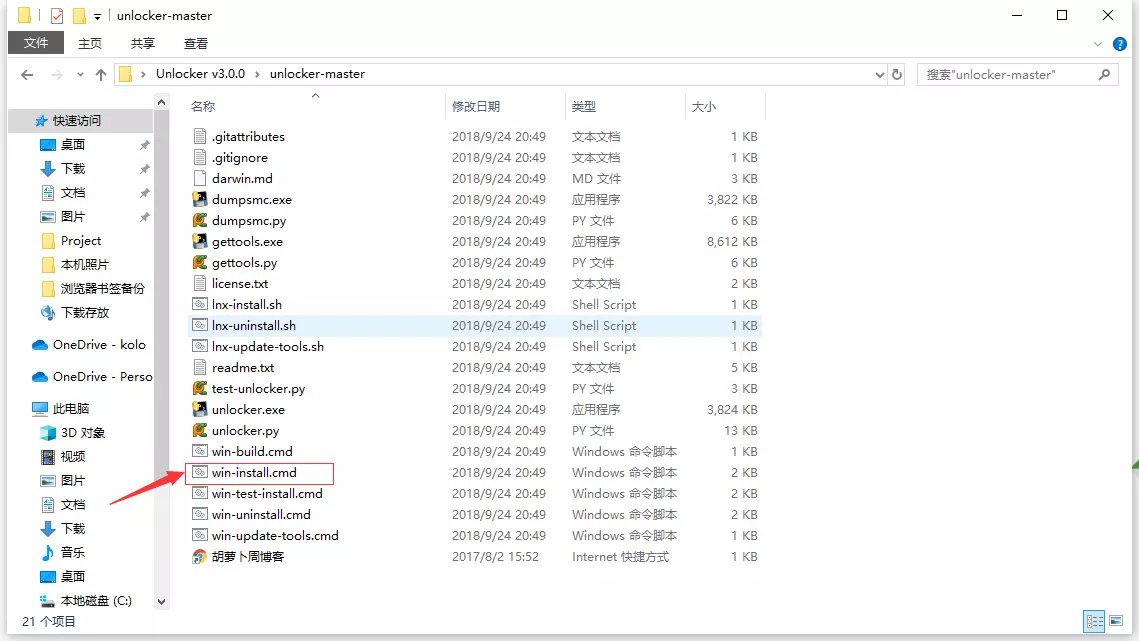 unlocker-master
文件 主页 共享 查看
Unlocker v3.0.0 › unlocker-master 搜索"unlocker-master"
名称 修改日期 类型 大小
快速访问
桌面
下载
文档
图片
Project
本机照片
浏览器书签备份
下载存放
OneDrive - kolo
OneDrive - Perso
此电脑
3D 对象
视频
图片
文档
下载
音乐
桌面
本地磁盘 (C:)
.gitattributes 2018/9/24 20:49 文本文档 1 KB
.gitignore 2018/9/24 20:49 文本文档 1 KB
darwin.md 2018/9/24 20:49 MD 文件 3 KB
dumpsmc.exe 2018/9/24 20:49 应用程序 3,822 KB
dumpsmc.py 2018/9/24 20:49 PY 文件 6 KB
gettools.exe 2018/9/24 20:49 应用程序 8,612 KB
gettools.py 2018/9/24 20:49 PY 文件 6 KB
license.txt 2018/9/24 20:49 文本文档 2 KB
lnx-install.sh 2018/9/24 20:49 Shell Script 1 KB
lnx-uninstall.sh 2018/9/24 20:49 Shell Script 1 KB
lnx-update-tools.sh 2018/9/24 20:49 Shell Script 1 KB
readme.txt 2018/9/24 20:49 文本文档 5 KB
test-unlocker.py 2018/9/24 20:49 PY 文件 3 KB
unlocker.exe 2018/9/24 20:49 应用程序 3,824 KB
unlocker.py 2018/9/24 20:49 PY 文件 13 KB
win-build.cmd 2018/9/24 20:49 Windows 命令脚本 1 KB
win-install.cmd 2018/9/24 20:49 Windows 命令脚本 2 KB
win-test-install.cmd 2018/9/24 20:49 Windows 命令脚本 2 KB
win-uninstall.cmd 2018/9/24 20:49 Windows 命令脚本 2 KB
win-update-tools.cmd 2018/9/24 20:49 Windows 命令脚本 1 KB
胡萝卜周博客 2017/8/2 15:52 Internet 快捷方式 1 KB
21 个项目